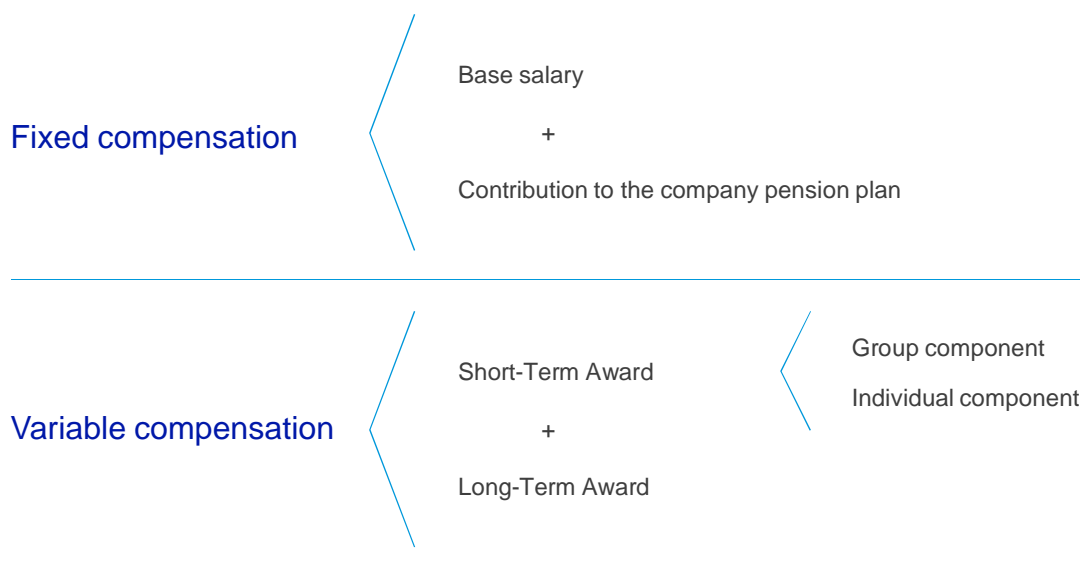 Fixed compensation
Base salary
+
Contribution to the company pension plan
Variable compensation
Short-Term Award
+
Long-Term Award
Group component
Individual component